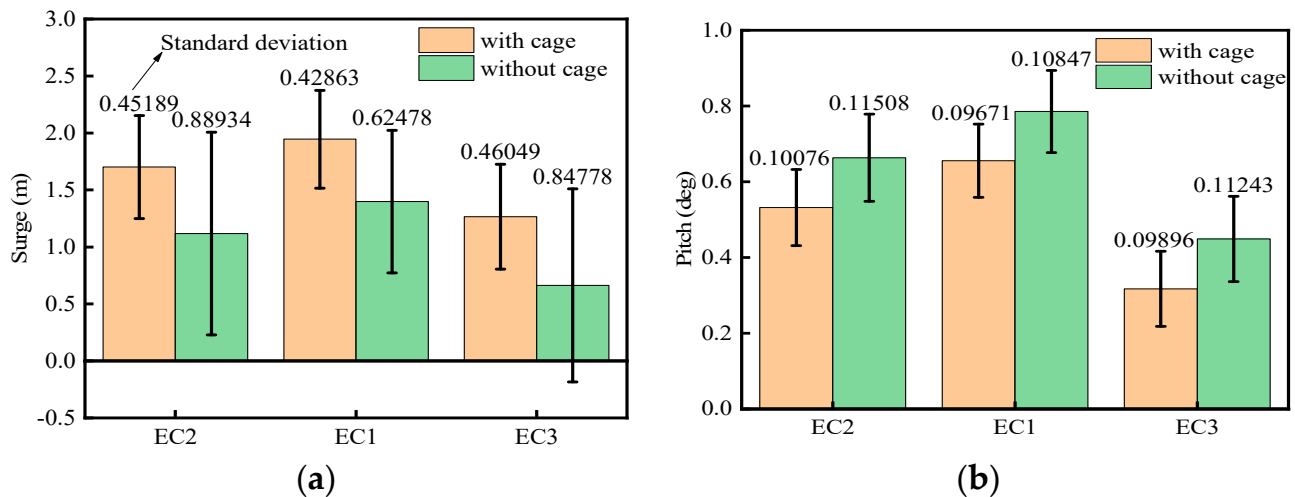 3.0
2.5
2.0
1.5
1.0
0.5
0.0
-0.5
Surge (m)
Standard deviation
with cage
without cage
0.45189
0.88934
0.42863
0.62478
0.46049
0.84778
EC2
EC1
EC3
(a)
1.0
0.8
0.6
0.4
0.2
0.0
Pitch (deg)
with cage
without cage
0.10076
0.11508
0.09671
0.10847
0.09896
0.11243
EC2
EC1
EC3
(b)